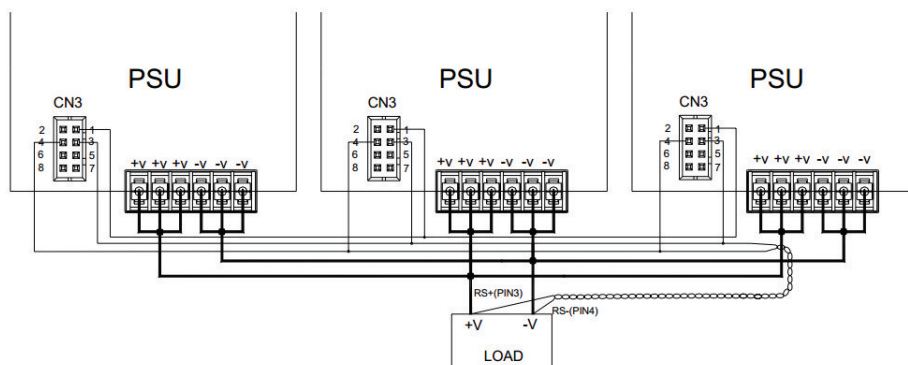 PSU PSU PSU
CN3 CN3 CN3
2 1 2 1 2 1
4 3 4 3 4 3
6 5 6 5 6 5
8 7 8 7 8 7
+V +V +V -V -V -V +V +V +V -V -V -V +V +V +V -V -V -V
RS+(PIN3)
RS-(PIN4)
+V -V
LOAD